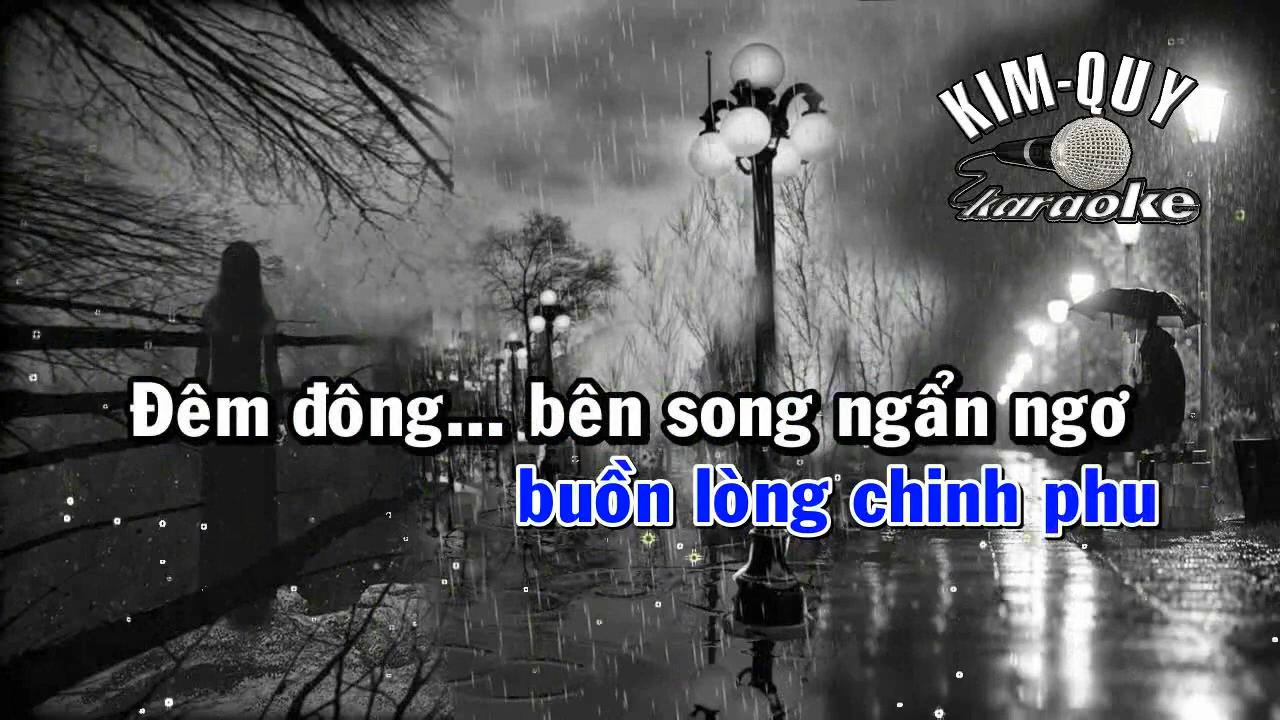 KIM-QUY
karaoke
Đêm đông... bên song ngẩn ngơ
buồn lòng chinh phu